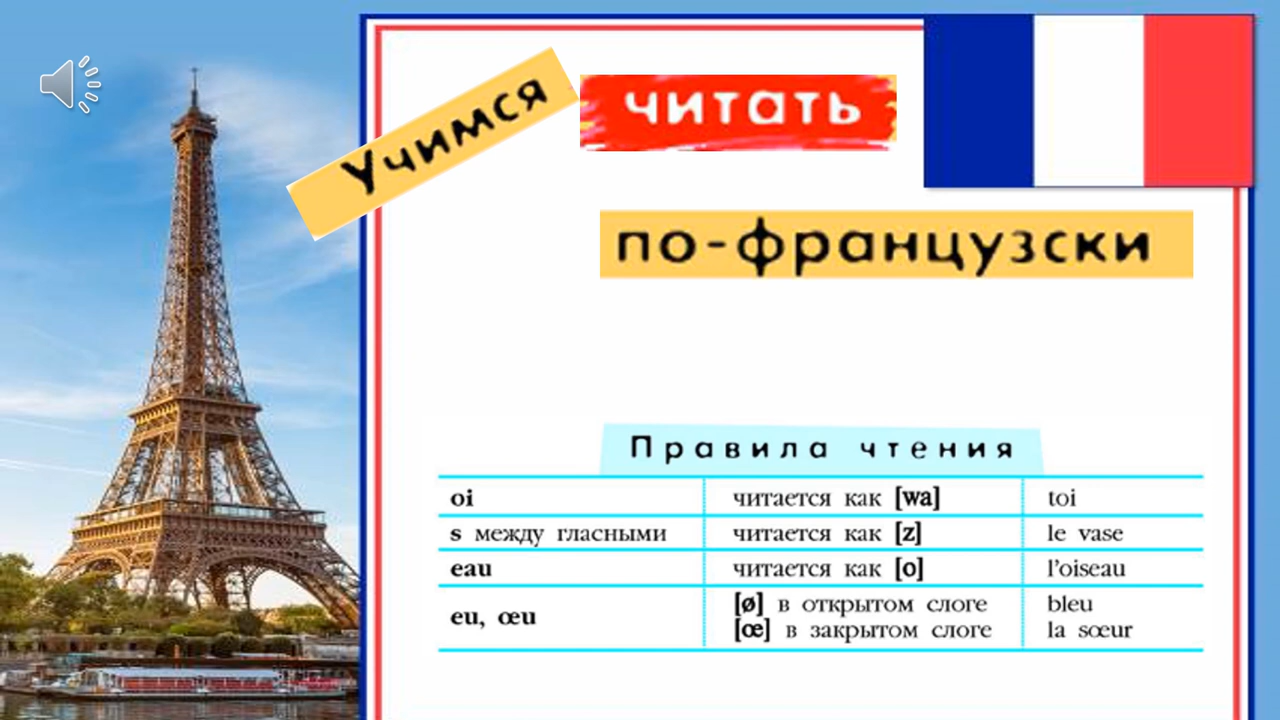 Учимся
читать
по-французски
Правила чтения
oi читается как [wa] toi
s между гласными читается как [z] le vase
eau читается как [o] l'oiseau
eu, œu [ø] в открытом слоге bleu
[œ] в закрытом слоге la sœur